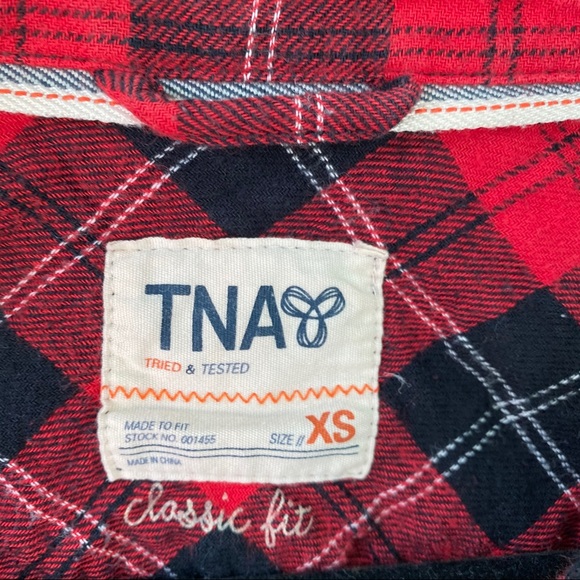 TNA
TRIED & TESTED
MADE TO FIT
STOCK NO. 001455
SIZE // XS
MADE IN CHINA
classic fit